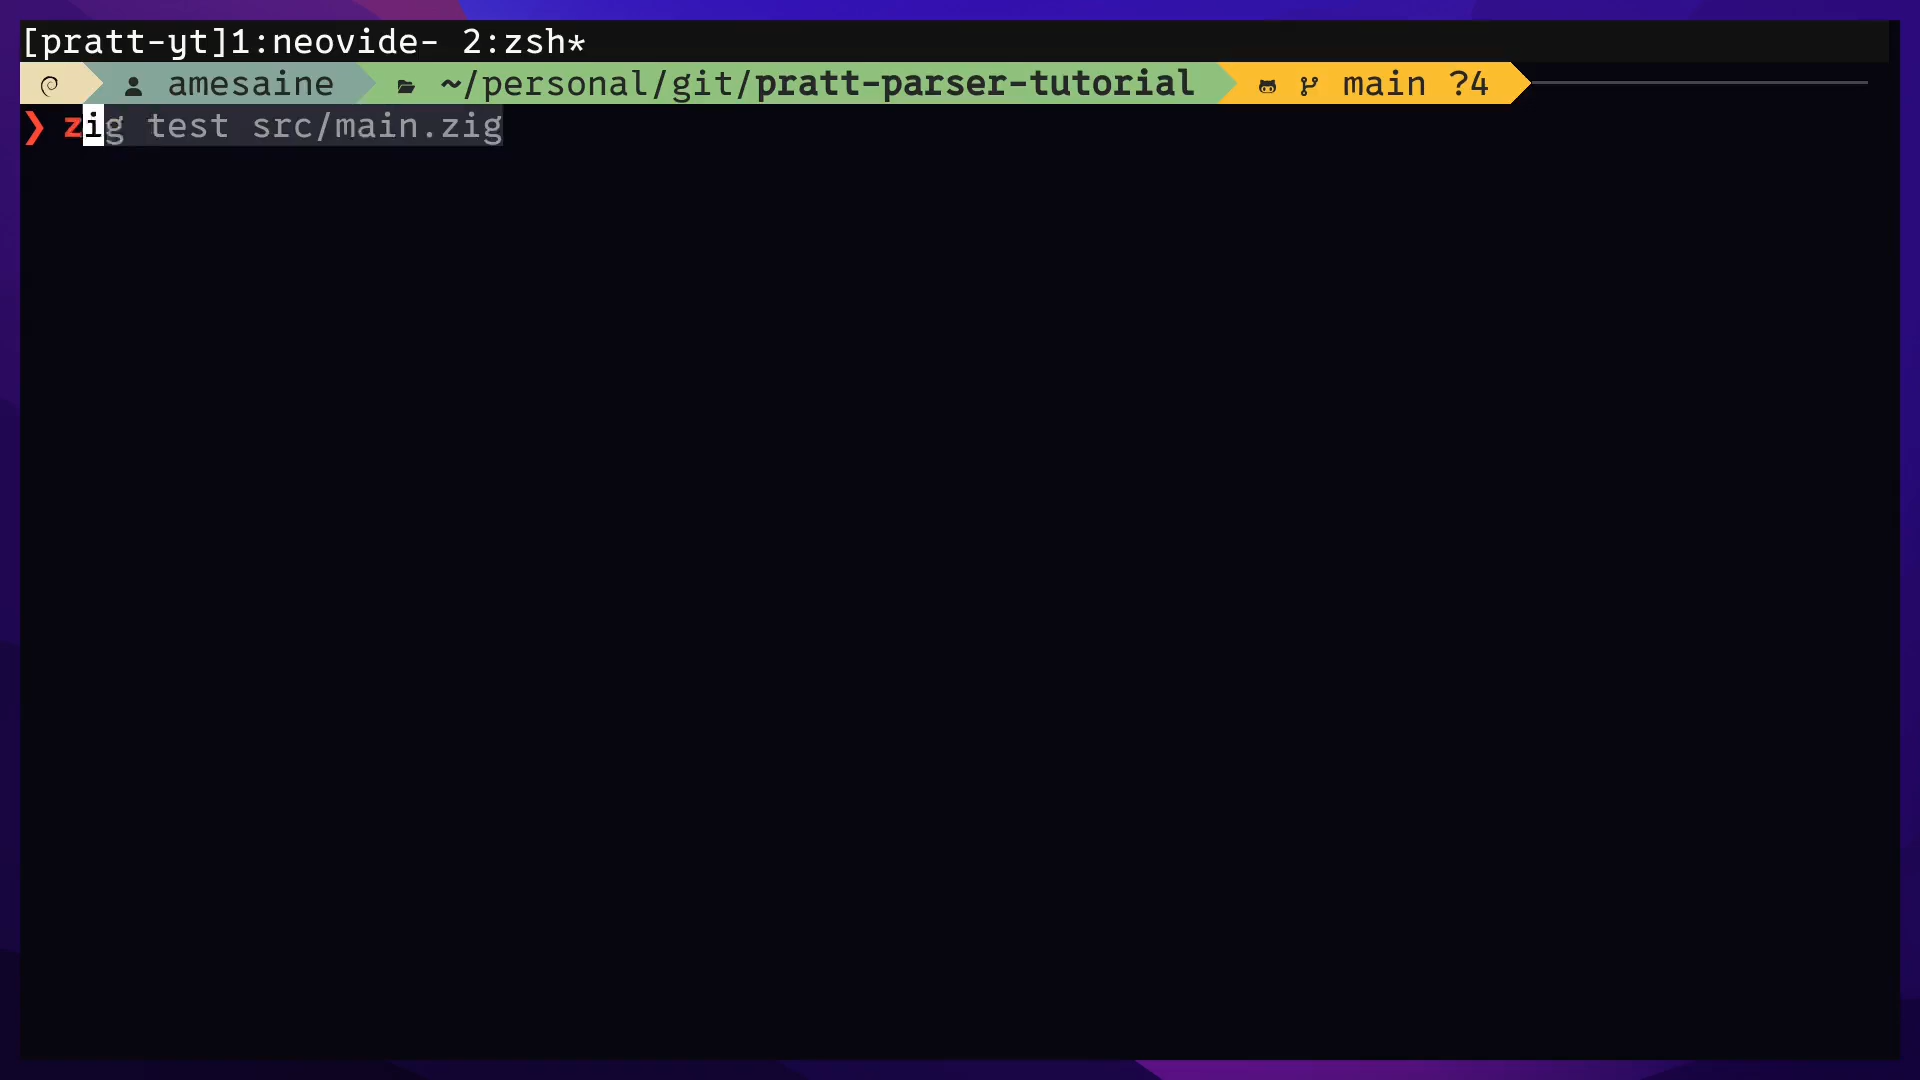 [pratt-yt]1:neovide- 2:zsh*
amesaine ~/personal/git/pratt-parser-tutorial main ?4
❯ zig test src/main.zig